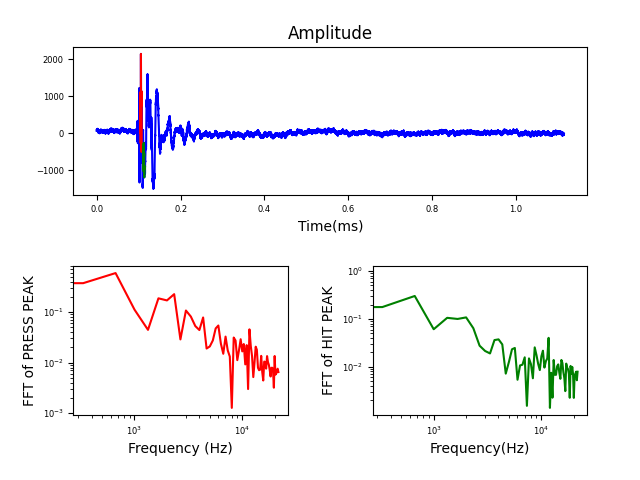 Amplitude
2000
1000
0
−1000
0.0 0.2 0.4 0.6 0.8 1.0
Time(ms)
FFT of PRESS PEAK
10⁻¹
10⁻²
10⁻³
10³ 10⁴
Frequency (Hz)
FFT of HIT PEAK
10⁰
10⁻¹
10⁻²
10³ 10⁴
Frequency(Hz)